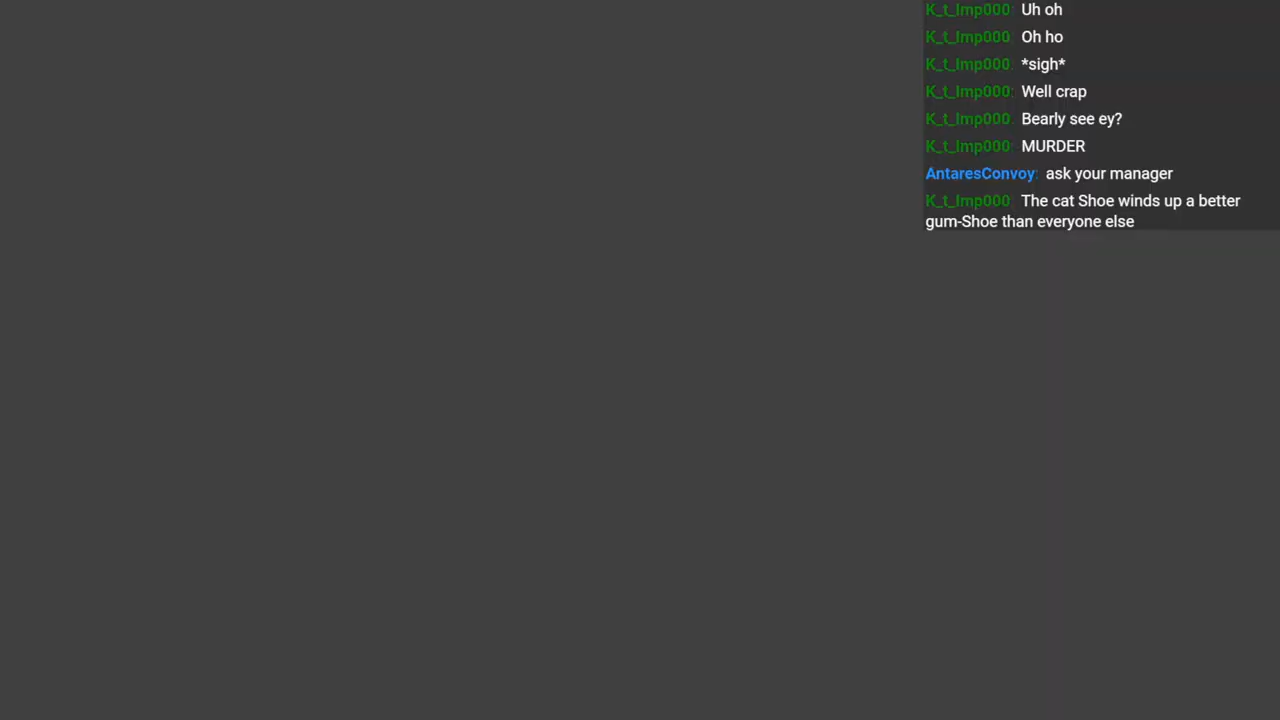 K_t_Imp000: Uh oh
K_t_Imp000: Oh ho
K_t_Imp000: *sigh*
K_t_Imp000: Well crap
K_t_Imp000: Bearly see ey?
K_t_Imp000: MURDER
AntaresConvoy: ask your manager
K_t_Imp000: The cat Shoe winds up a better
gum-Shoe than everyone else